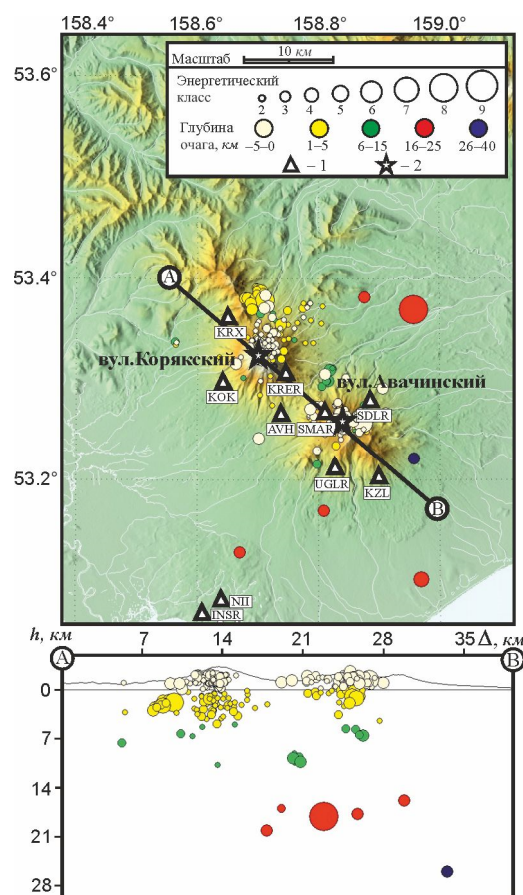 158.4° 158.6° 158.8° 159.0°
53.6°
53.4°
53.2°
Масштаб 10 км
Энергетический
класс
2 3 4 5 6 7 8 9
Глубина
очага, км –5–0 1–5 6–15 16–25 26–40
– 1 – 2
A
KRX
вул.Корякский
KRER
вул.Авачинский
KOK
SDLR
AVH
SMAR
UGLR
KZL
B
NII
INSR
h, км 7 14 21 28 35 Δ, км
A B
0
7
14
21
28